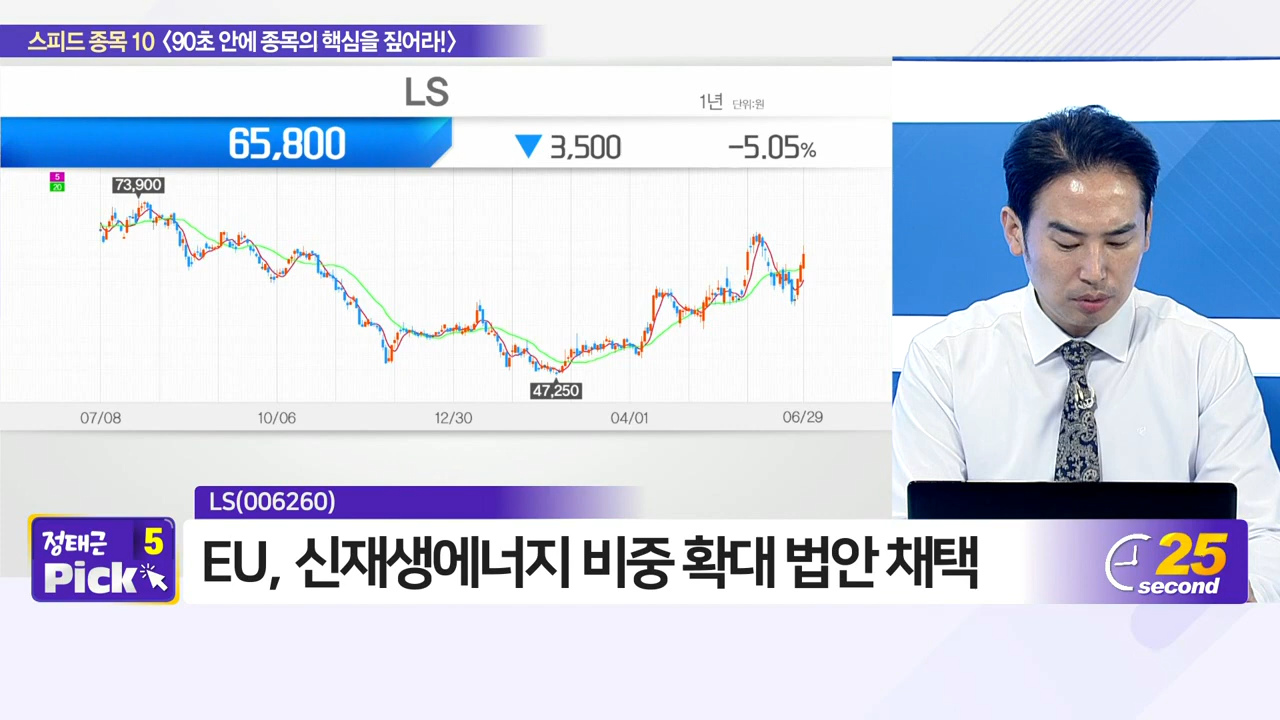 스피드 종목 10 〈90초 안에 종목의 핵심을 짚어라!〉
LS
1년 단위:원
65,800 ▼ 3,500 -5.05%
5
20
73,900
47,250
07/08 10/06 12/30 04/01 06/29
LS(006260)
정태근 5
Pick
EU, 신재생에너지 비중 확대 법안 채택
25
second